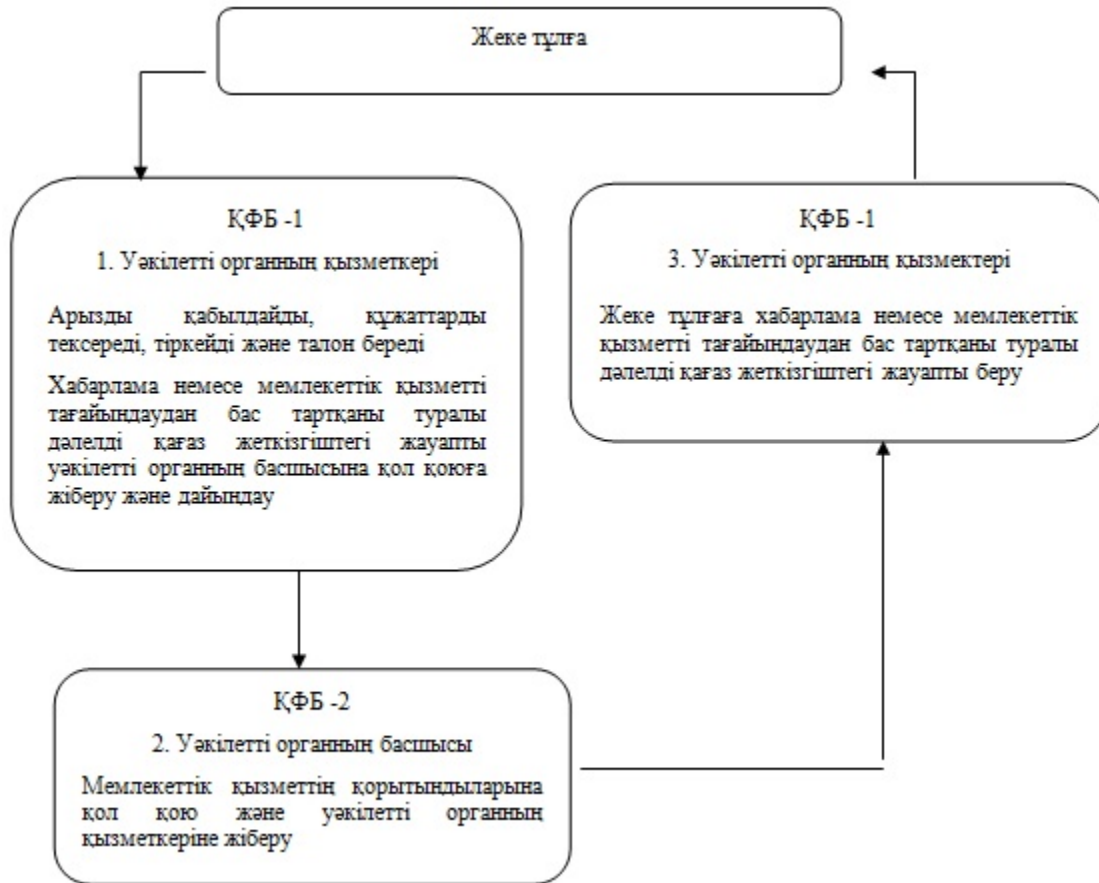 Жеке тұлға
ҚФБ -1
1. Уәкілетті органның қызметкері
Арызды қабылдайды, құжаттарды
тексереді, тіркейді және талон береді
Хабарлама немесе мемлекеттік қызметті
тағайындаудан бас тартқаны туралы
дәлелді қағаз жеткізгіштегі жауапты
уәкілетті органның басшысына қол қоюға
жіберу және дайындау
ҚФБ -1
3. Уәкілетті органның қызмектері
Жеке тұлғаға хабарлама немесе мемлекеттік
қызметті тағайындаудан бас тартқаны туралы
дәлелді қағаз жеткізгіштегі жауапты беру
ҚФБ -2
2. Уәкілетті органның басшысы
Мемлекеттік қызметтің қорытындыларына
қол қою және уәкілетті органның
қызметкеріне жіберу